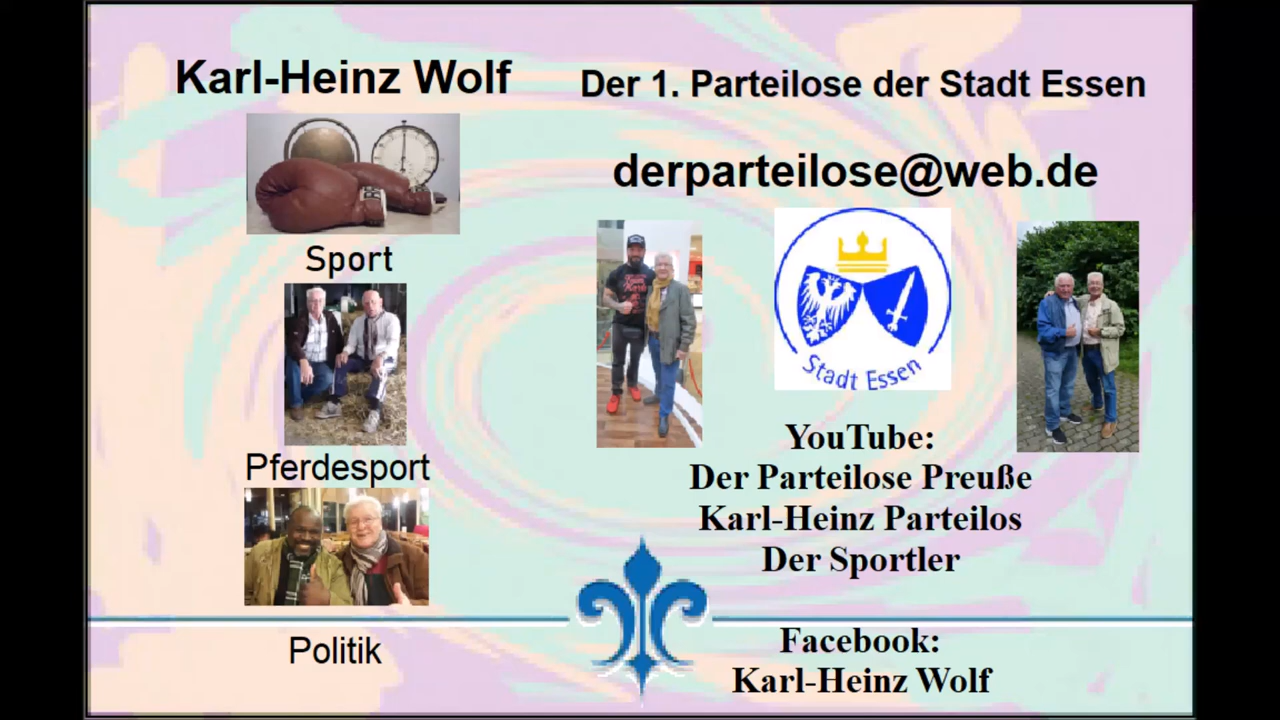 Karl-Heinz Wolf
Der 1. Parteilose der Stadt Essen
derparteilose@web.de
Sport
Pferdesport
Politik
Stadt Essen
YouTube:
Der Parteilose Preuße
Karl-Heinz Parteilos
Der Sportler
Facebook:
Karl-Heinz Wolf